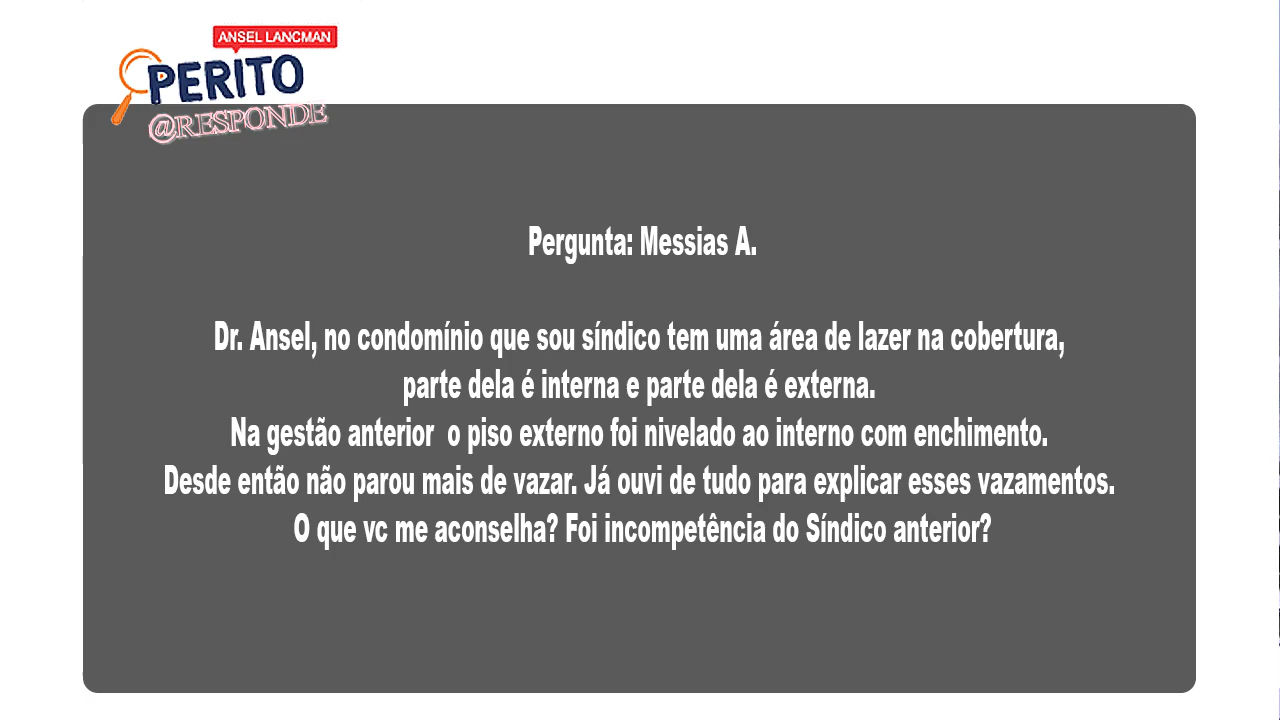 ANSEL LANCMAN
PERITO
@RESPONDE
Pergunta: Messias A.
Dr. Ansel, no condomínio que sou síndico tem uma área de lazer na cobertura,
parte dela é interna e parte dela é externa.
Na gestão anterior  o piso externo foi nivelado ao interno com enchimento.
Desde então não parou mais de vazar. Já ouvi de tudo para explicar esses vazamentos.
O que vc me aconselha? Foi incompetência do Síndico anterior?